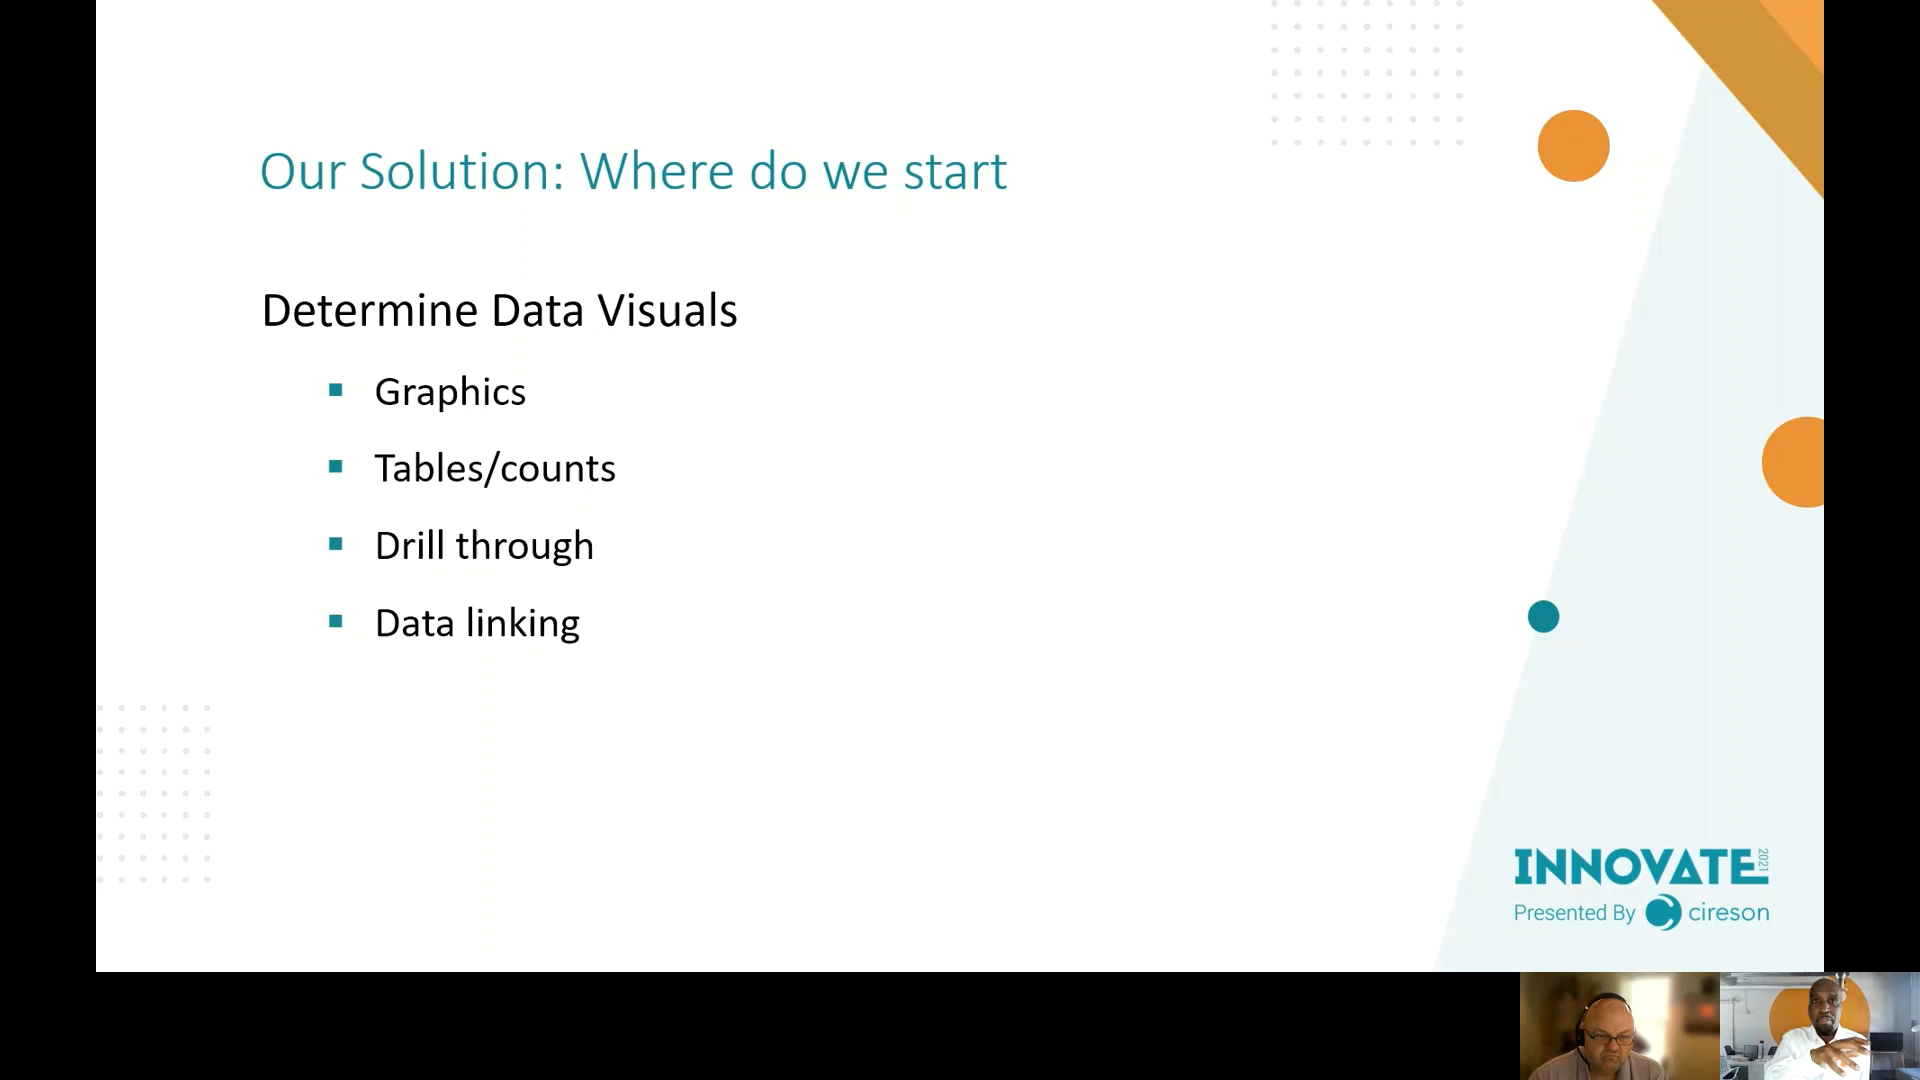 Our Solution: Where do we start
Determine Data Visuals
Graphics
Tables/counts
Drill through
Data linking
INNOVATE 2021
Presented By cireson